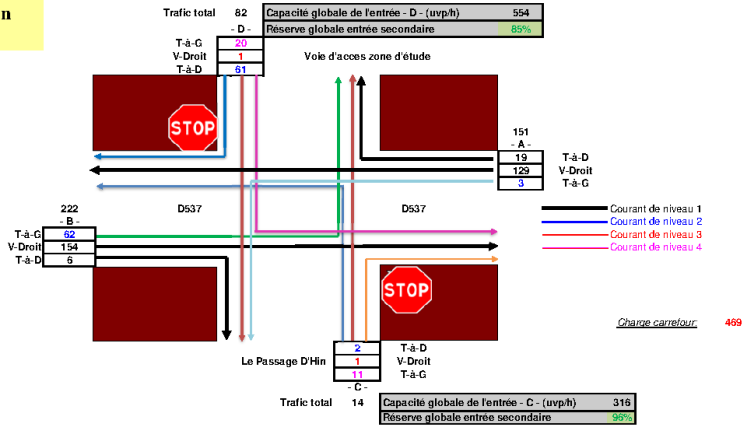 n
Trafic total 82 Capacité globale de l'entrée - D - (uvp/h) 554
- D - Réserve globale entrée secondaire 85%
T-à-G 20
V-Droit 1 Voie d'acces zone d'étude
T-à-D 61
STOP
151
- A -
19 T-à-D
129 V-Droit
3 T-à-G
222
- B -
D537 D537
Courant de niveau 1
Courant de niveau 2
Courant de niveau 3
Courant de niveau 4
T-à-G 62
V-Droit 154
T-à-D 6
STOP
Charge carrefour: 469
2 T-à-D
Le Passage D'Hin 1 V-Droit
11 T-à-G
- C -
Trafic total 14 Capacité globale de l'entrée - C - (uvp/h) 316
Réserve globale entrée secondaire 96%